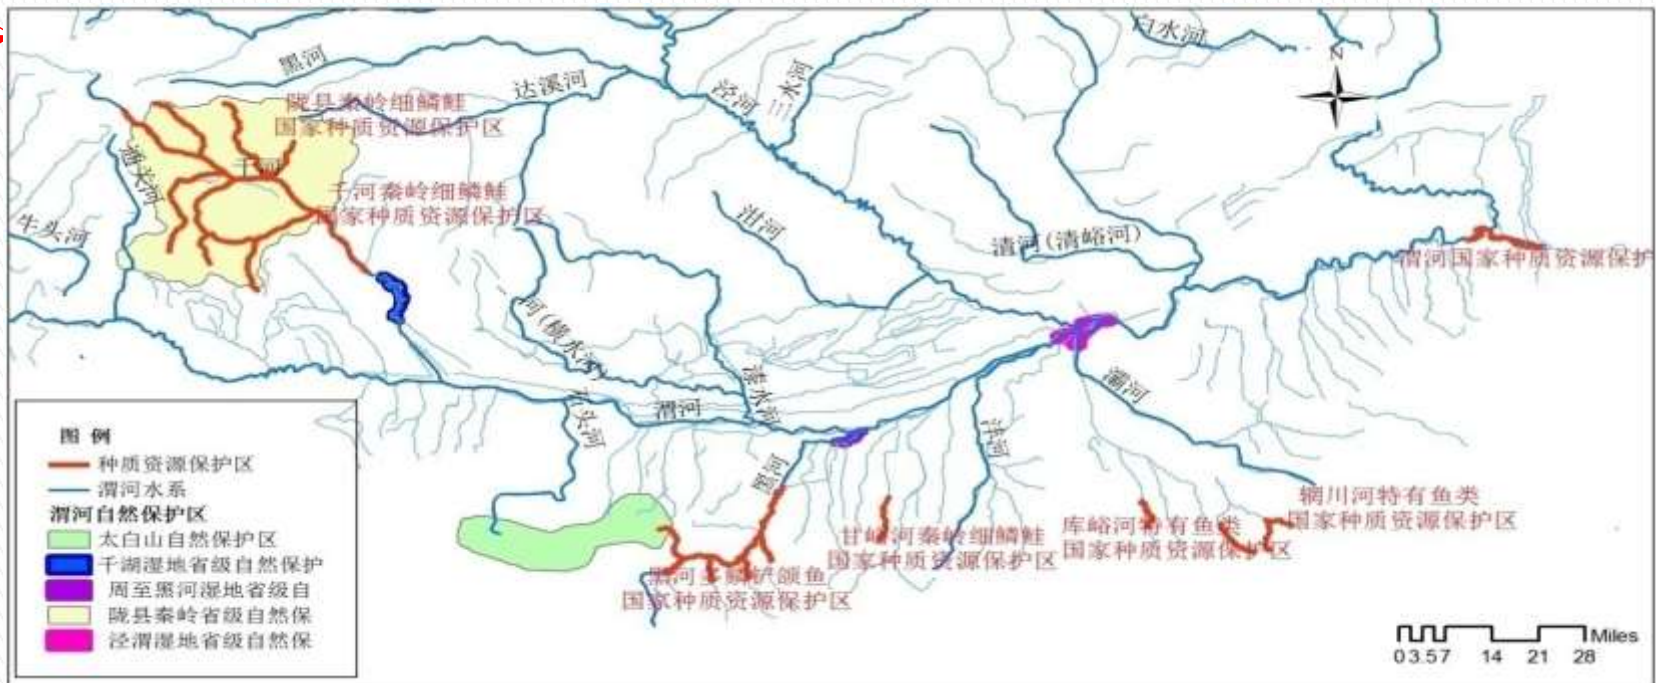 黑河
达溪河
泾河
三水河
白水河
N
陇县秦岭细鳞鲑
国家种质资源保护区
通关河
千河
千河秦岭细鳞鲑
国家种质资源保护区
牛头河
泔河
清河(清峪河)
渭河国家种质资源保护
河(横水河)
漆水河
石头河
渭河
灞河
沣河
黑河
图 例
种质资源保护区
渭河水系
渭河自然保护区
太白山自然保护区
千湖湿地省级自然保护
周至黑河湿地省级自
陇县秦岭省级自然保
泾渭湿地省级自然保
国家种质资源保护区
甘峪河秦岭细鳞鲑
国家种质资源保护区
库峪河特有鱼类
国家种质资源保护区
辋川河特有鱼类
国家种质资源保护区
Miles
0 3.5 7 14 21 28